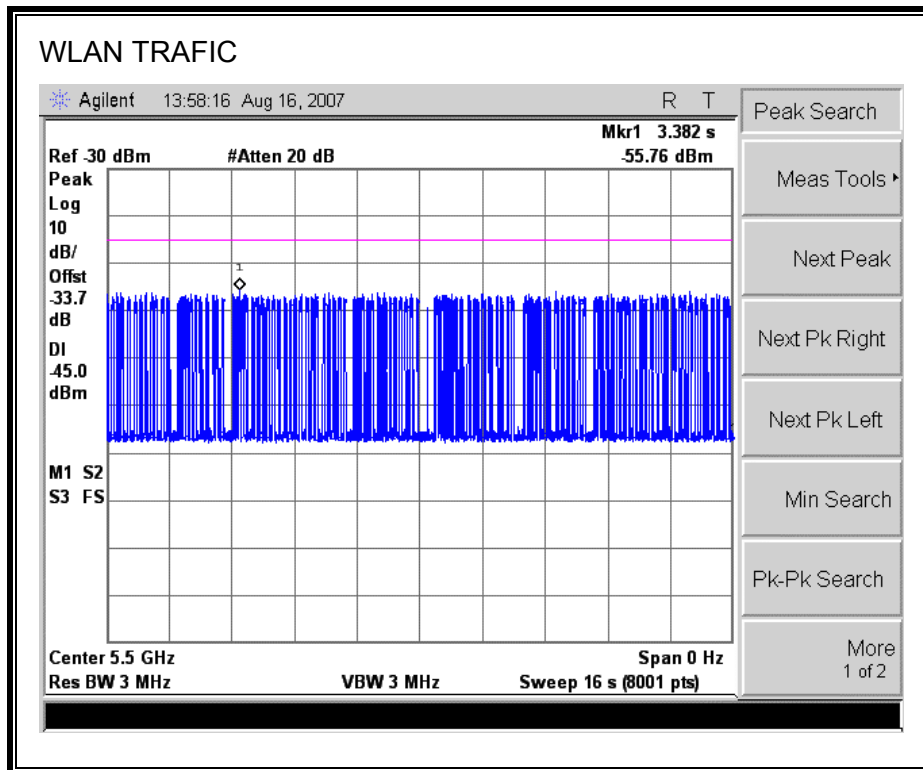 WLAN TRAFIC
Agilent 13:58:16 Aug 16, 2007 R T
Peak Search
Mkr1 3.382 s
Ref -30 dBm #Atten 20 dB -55.76 dBm
Peak
Log
10
dB/
Offst
-33.7
dB
DI
-45.0
dBm
M1 S2
S3 FS
1
Center 5.5 GHz Span 0 Hz
Res BW 3 MHz VBW 3 MHz Sweep 16 s (8001 pts)
Meas Tools
Next Peak
Next Pk Right
Next Pk Left
Min Search
Pk-Pk Search
More
1 of 2